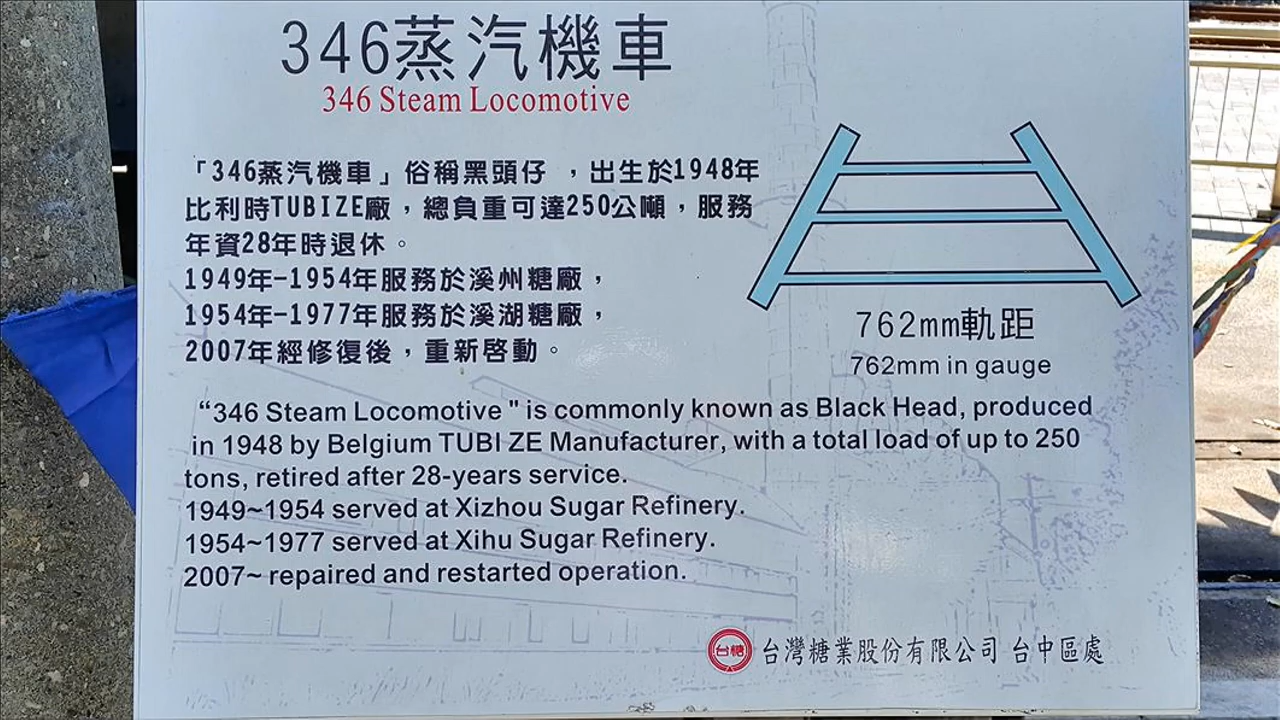 346蒸汽機車
346 Steam Locomotive
「346蒸汽機車」俗稱黑頭仔 ，出生於1948年
比利時TUBIZE廠，總負重可達250公噸，服務
年資28年時退休。
1949年-1954年服務於溪州糖廠，
1954年-1977年服務於溪湖糖廠，
2007年經修復後，重新啓動。
762mm軌距
762mm in gauge
“346 Steam Locomotive " is commonly known as Black Head, produced
in 1948 by Belgium TUBI ZE Manufacturer, with a total load of up to 250
tons, retired after 28-years service.
1949~1954 served at Xizhou Sugar Refinery.
1954~1977 served at Xihu Sugar Refinery.
2007~ repaired and restarted operation.
台糖 台灣糖業股份有限公司 台中區處